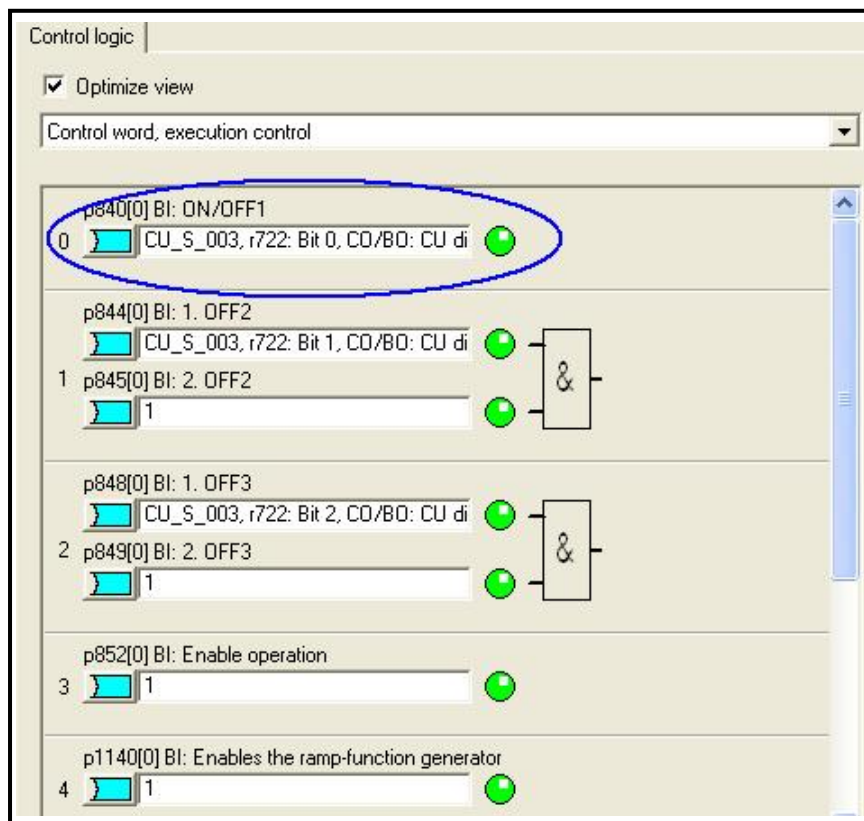 Control logic
Optimize view
Control word, execution control
p840[0] BI: ON/OFF1
0 CU_S_003, r722: Bit 0, CO/BO: CU di
p844[0] BI: 1. OFF2
CU_S_003, r722: Bit 1, CO/BO: CU di
&
1 p845[0] BI: 2. OFF2
1
p848[0] BI: 1. OFF3
CU_S_003, r722: Bit 2, CO/BO: CU di
&
2 p849[0] BI: 2. OFF3
1
p852[0] BI: Enable operation
3 1
p1140[0] BI: Enables the ramp-function generator
4 1